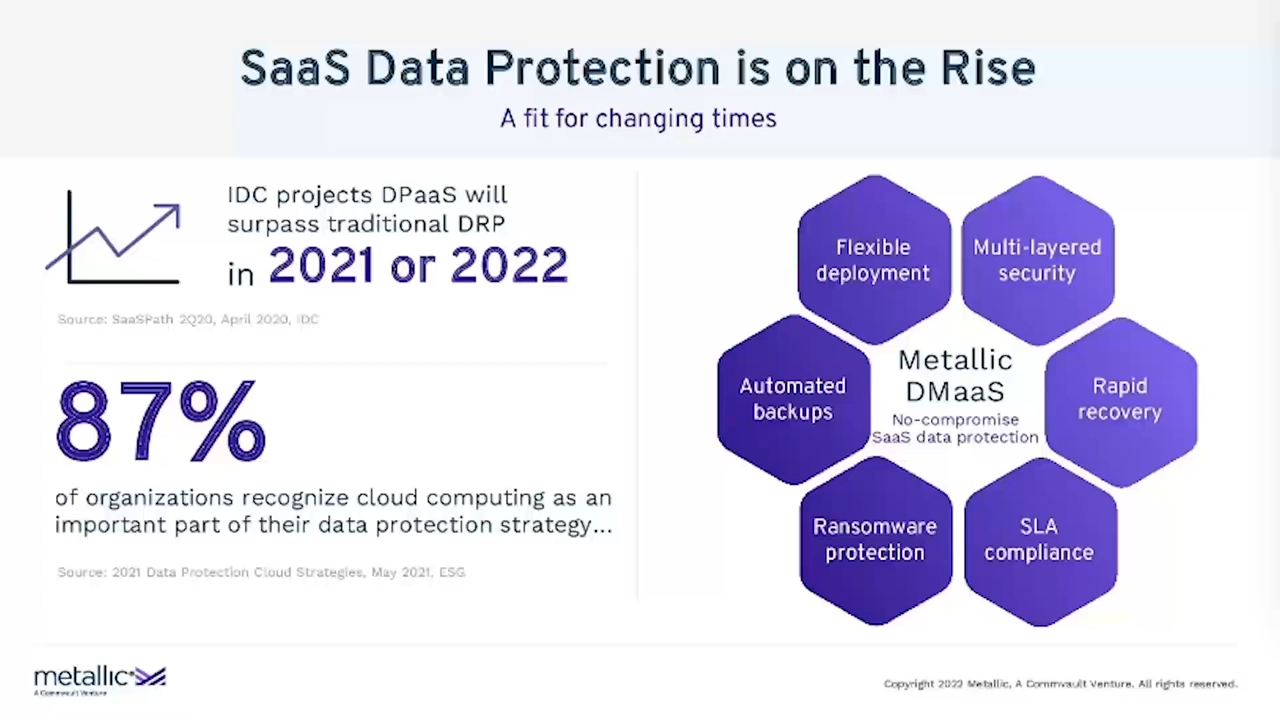 SaaS Data Protection is on the Rise
A fit for changing times
IDC projects DPaaS will
surpass traditional DRP
in 2021 or 2022
Source: SaaSPath 2Q20, April 2020, IDC
87%
of organizations recognize cloud computing as an
important part of their data protection strategy...
Source: 2021 Data Protection Cloud Strategies, May 2021, ESG
Flexible
deployment
Multi-layered
security
Automated
backups
Metallic
DMaaS
No-compromise
SaaS data protection
Rapid
recovery
Ransomware
protection
SLA
compliance
metallic
A Commvault Venture
Copyright 2022 Metallic, A Commvault Venture. All rights reserved.